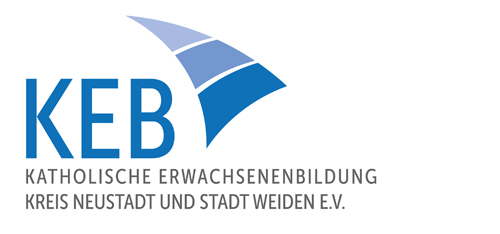 KEB
KATHOLISCHE ERWACHSENENBILDUNG
KREIS NEUSTADT UND STADT WEIDEN E.V.